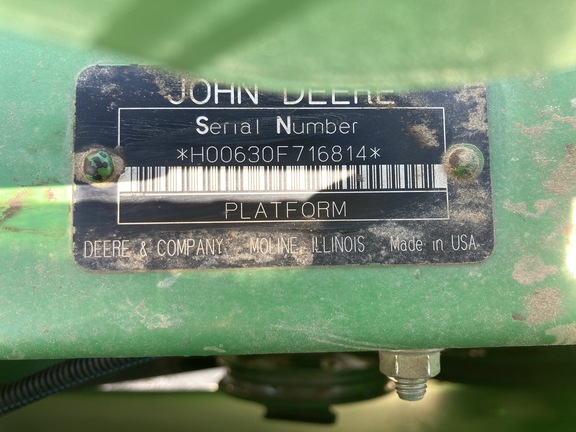 JOHN DEERE
Serial Number
*H00630F716814*
PLATFORM
DEERE & COMPANY MOLINE, ILLINOIS Made in USA